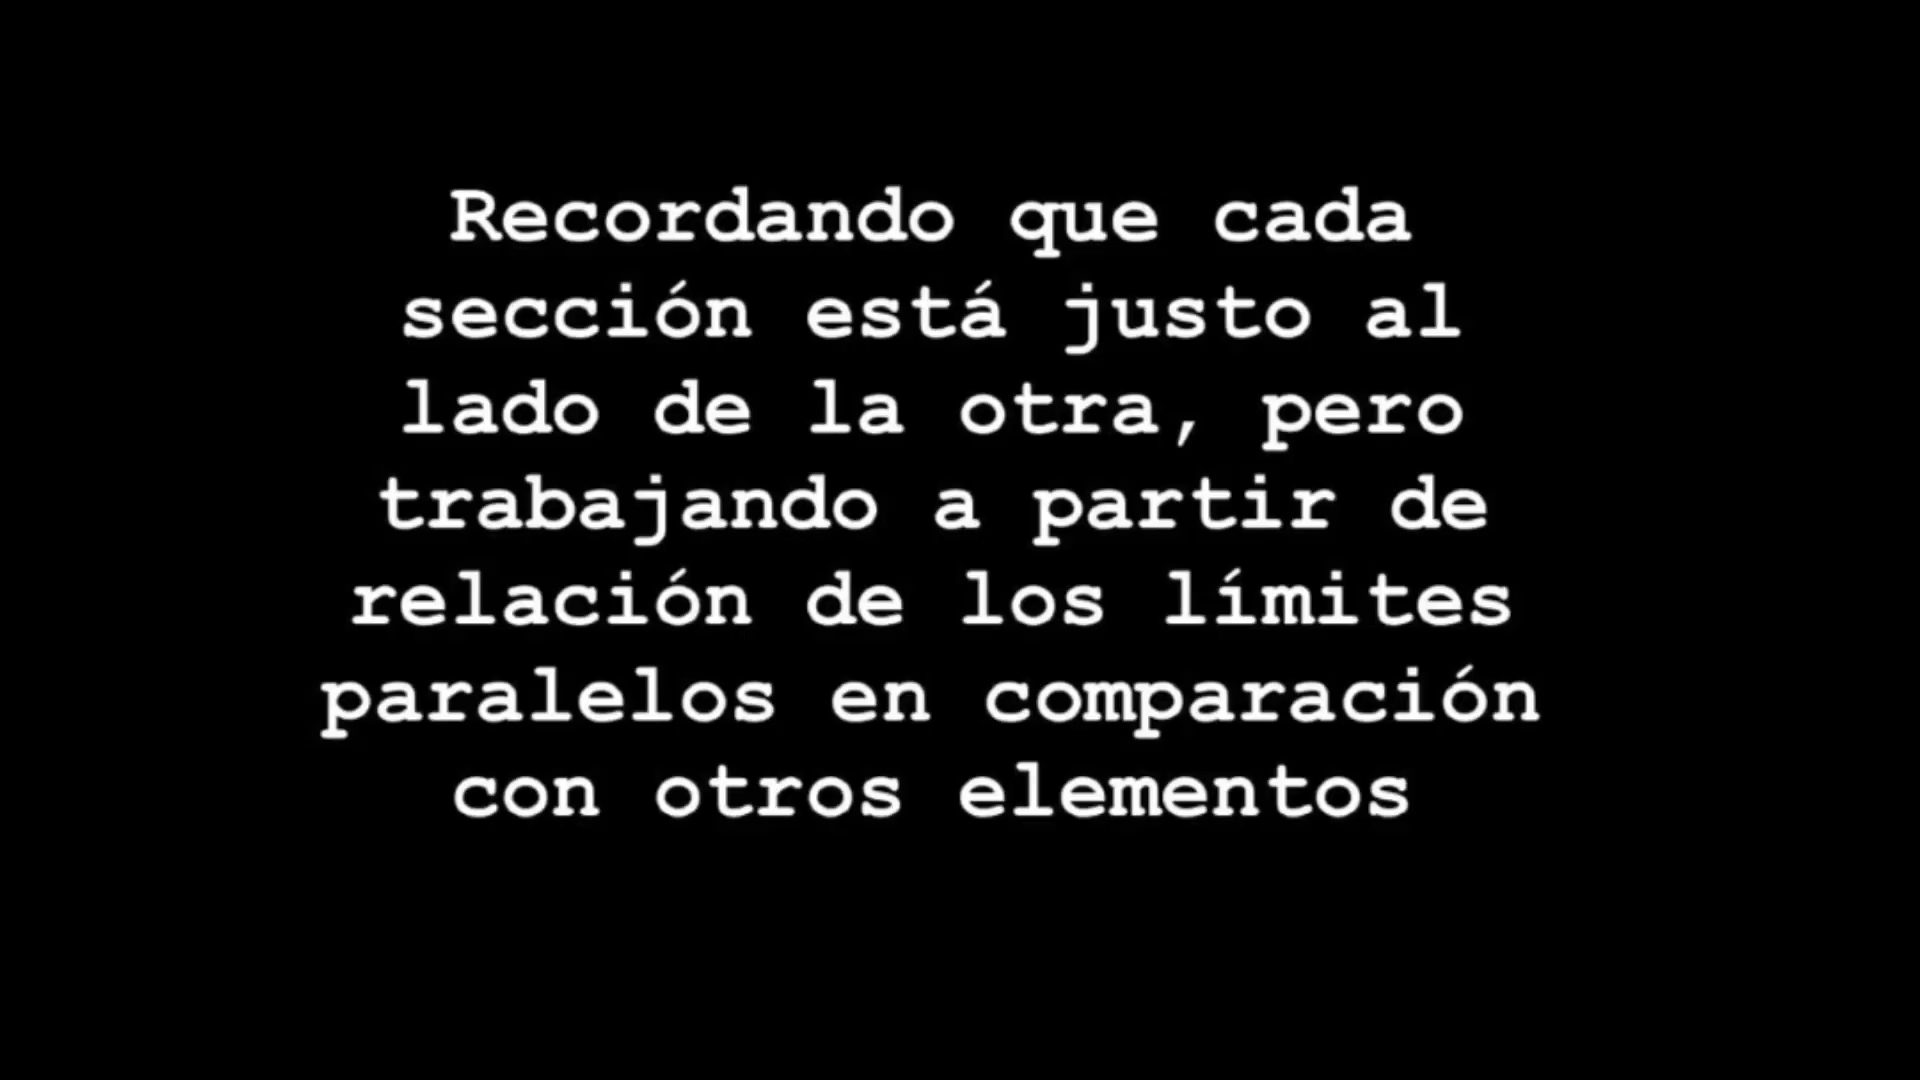 Recordando que cada
sección está justo al
lado de la otra, pero
trabajando a partir de
relación de los límites
paralelos en comparación
con otros elementos